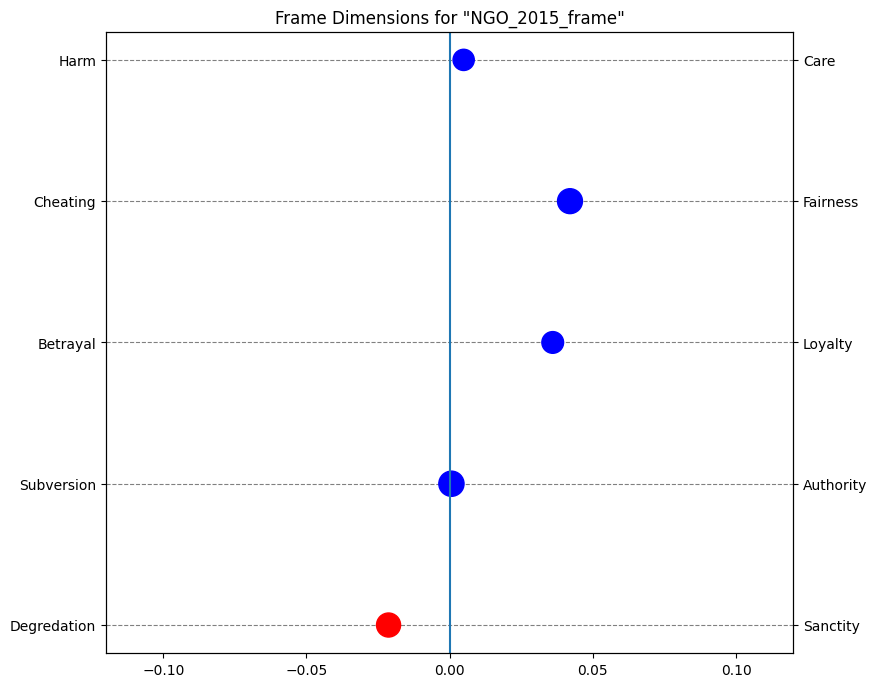 Frame Dimensions for "NGO_2015_frame"
Harm
Care
Cheating
Fairness
Betrayal
Loyalty
Subversion
Authority
Degredation
Sanctity
−0.10
−0.05
0.00
0.05
0.10